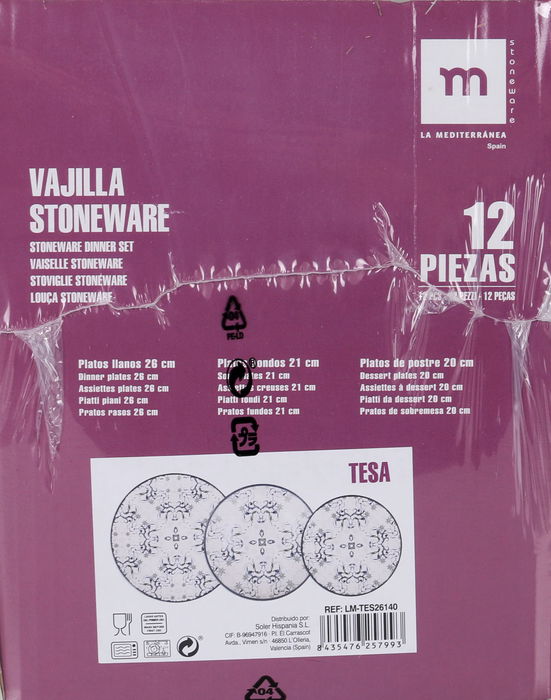 m
stoneware
LA MEDITERRÁNEA
Spain
VAJILLA
STONEWARE
STONEWARE DINNER SET
VAISELLE STONEWARE
STOVIGLIE STONEWARE
LOUÇA STONEWARE
12
PIEZAS
12 PEÇAS
04
PE-LD
Platos llanos 26 cm
Dinner plates 26 cm
Assiettes plates 26 cm
Piatti piani 26 cm
Pratos rasos 26 cm
Platos hondos 21 cm
Soup plates 21 cm
Assiettes creuses 21 cm
Piatti fondi 21 cm
Pratos fundos 21 cm
Platos de postre 20 cm
Dessert plates 20 cm
Assiettes à dessert 20 cm
Piatti da dessert 20 cm
Pratos de sobremesa 20 cm
TESA
REF: LM-TES26140
Distribuido por:
Soler Hispania S.L.
CIF: B-96947916 · P.I. El Carrascot
Avda., Vimen s/n · 46850 L'Olleria,
Valencia (Spain)
8435476257993
04